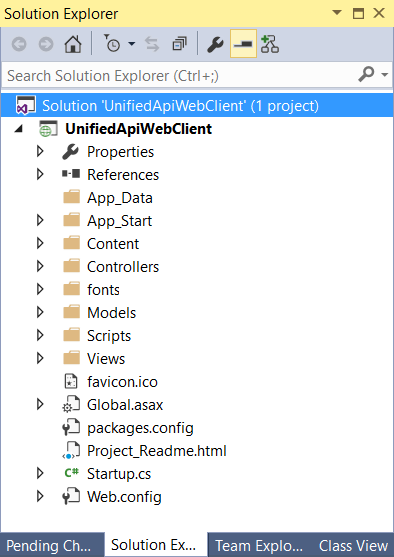 Solution Explorer
Search Solution Explorer (Ctrl+;)
Solution 'UnifiedApiWebClient' (1 project)
UnifiedApiWebClient
Properties
References
App_Data
App_Start
Content
Controllers
fonts
Models
Scripts
Views
favicon.ico
Global.asax
packages.config
Project_Readme.html
C# Startup.cs
Web.config
Pending Ch... Solution Ex... Team Explo... Class View